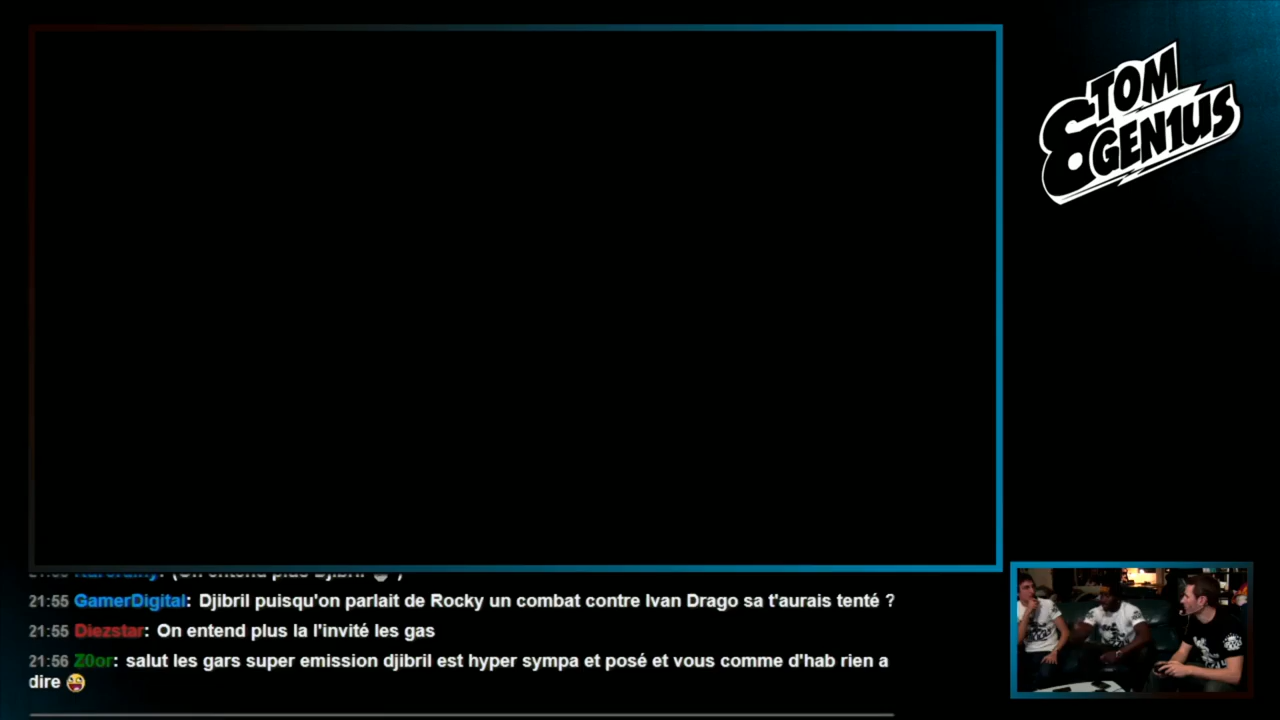 TOM
& GEN1US
21:55 GamerDigital: Djibril puisqu'on parlait de Rocky un combat contre Ivan Drago sa t'aurais tenté ?
21:55 Diezstar: On entend plus la l'invité les gas
21:56 Z0or: salut les gars super emission djibril est hyper sympa et posé et vous comme d'hab rien a
dire